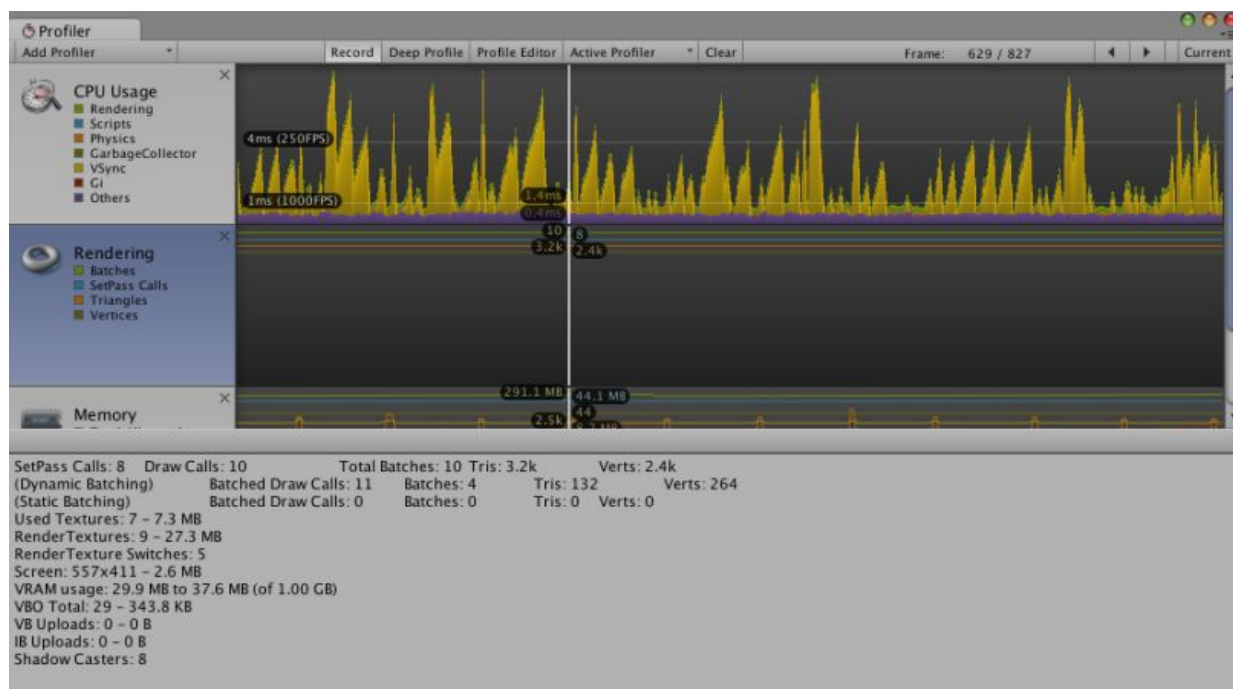 Profiler
Add Profiler Record Deep Profile Profile Editor Active Profiler Clear Frame: 629 / 827 Current
CPU Usage
Rendering
Scripts
Physics
GarbageCollector
VSync
Gi
Others
4ms (250FPS)
1ms (1000FPS)
1.4ms
0.4ms
Rendering
Batches
SetPass Calls
Triangles
Vertices
10 8
3.2k 2.4k
Memory
291.1 MB 44.1 MB
44
2.5k
SetPass Calls: 8 Draw Calls: 10 Total Batches: 10 Tris: 3.2k Verts: 2.4k
(Dynamic Batching) Batched Draw Calls: 11 Batches: 4 Tris: 132 Verts: 264
(Static Batching) Batched Draw Calls: 0 Batches: 0 Tris: 0 Verts: 0
Used Textures: 7 – 7.3 MB
RenderTextures: 9 – 27.3 MB
RenderTexture Switches: 5
Screen: 557x411 – 2.6 MB
VRAM usage: 29.9 MB to 37.6 MB (of 1.00 GB)
VBO Total: 29 – 343.8 KB
VB Uploads: 0 – 0 B
IB Uploads: 0 – 0 B
Shadow Casters: 8